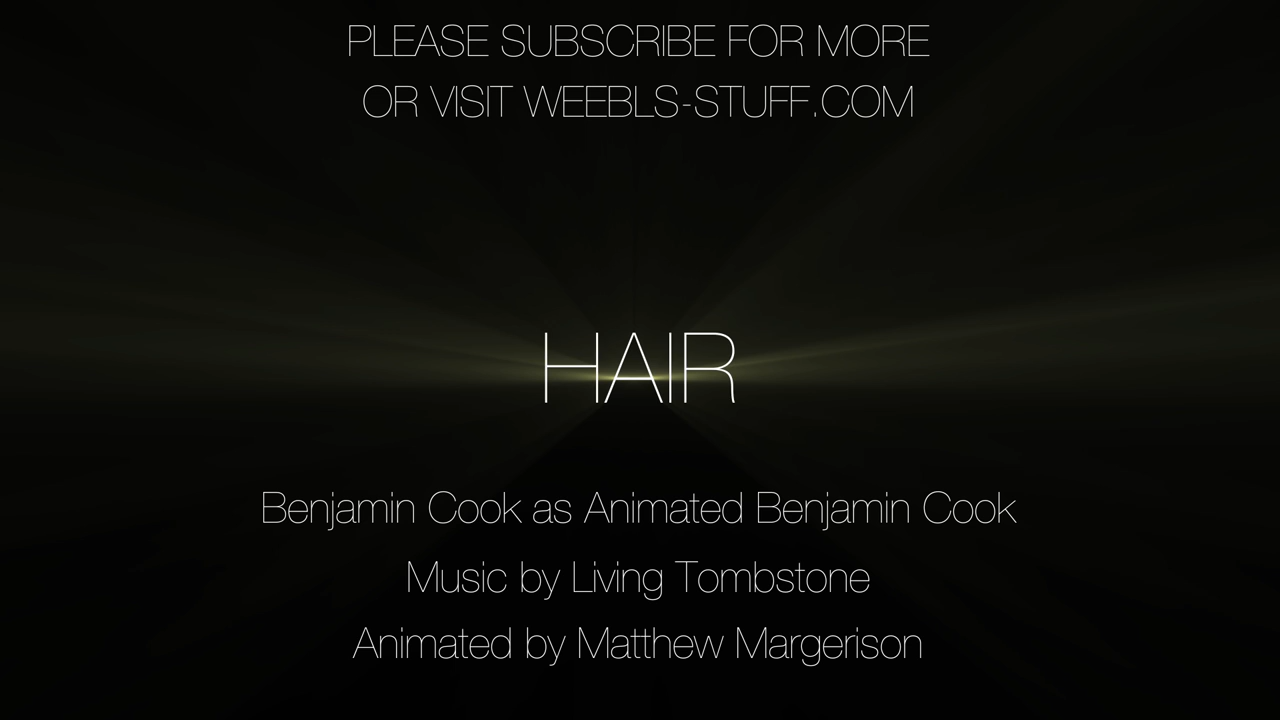 PLEASE SUBSCRIBE FOR MORE
OR VISIT WEEBLS-STUFF.COM
HAIR
Benjamin Cook as Animated Benjamin Cook
Music by Living Tombstone
Animated by Matthew Margerison